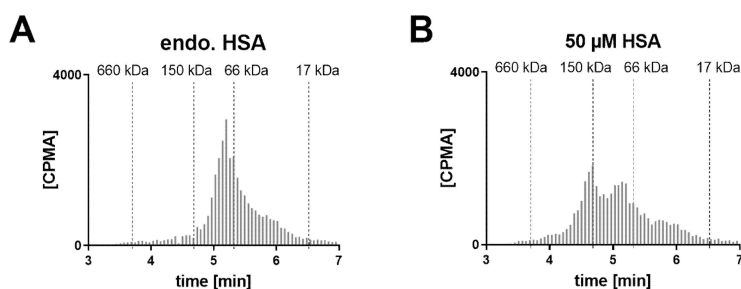 A
endo. HSA
4000
660 kDa 150 kDa 66 kDa 17 kDa
[CPMA]
0
3 4 5 6 7
time [min]
B
50 µM HSA
4000
660 kDa 150 kDa 66 kDa 17 kDa
[CPMA]
0
3 4 5 6 7
time [min]